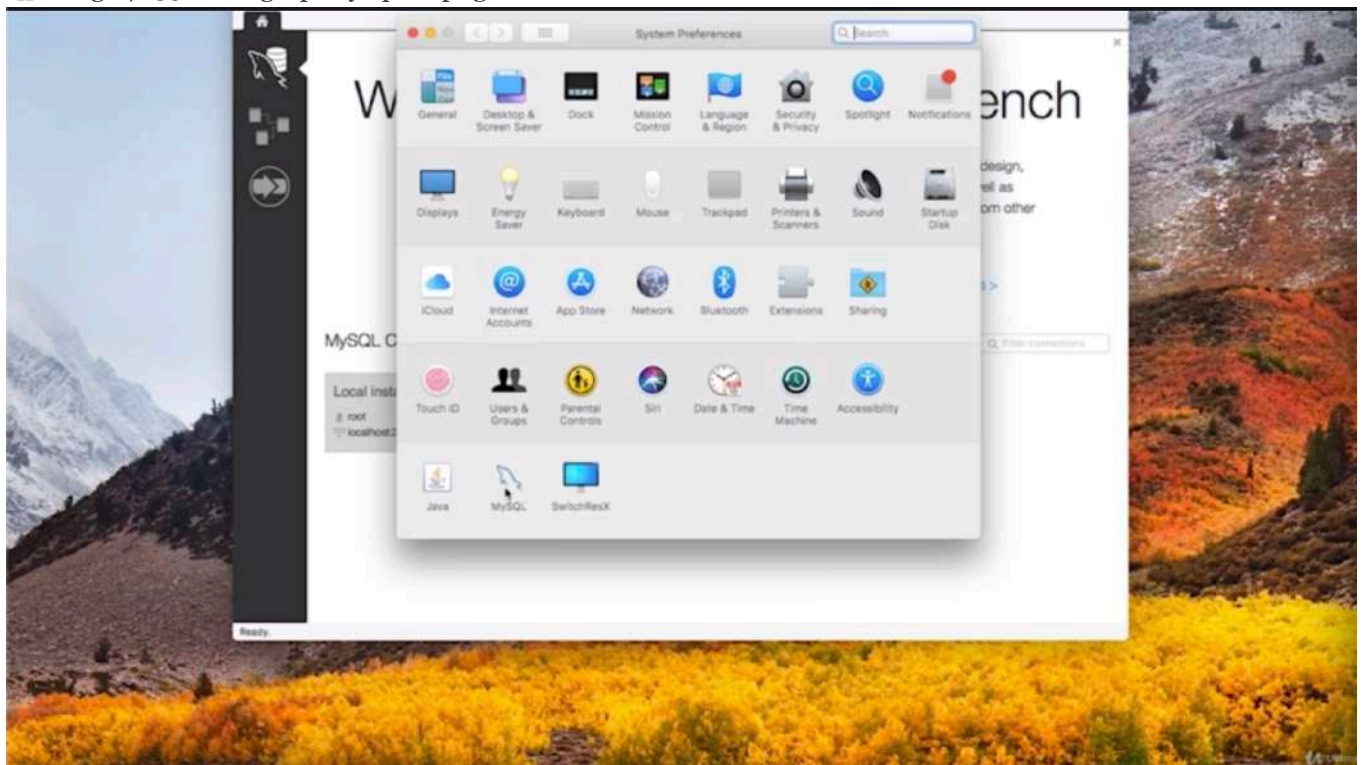 System Preferences
Search
General
Desktop &
Screen Saver
Dock
Mission
Control
Language
& Region
Security
& Privacy
Spotlight
Notifications
W
ench
design,
ell as
om other
Displays
Energy
Saver
Keyboard
Mouse
Trackpad
Printers &
Scanners
Sound
Startup
Disk
s >
iCloud
Internet
Accounts
App Store
Network
Bluetooth
Extensions
Sharing
MySQL C
Filter connections
Local insta
root
localhost:3
Touch ID
Users &
Groups
Parental
Controls
Siri
Date & Time
Time
Machine
Accessibility
Java
MySQL
SwitchResX
Ready.